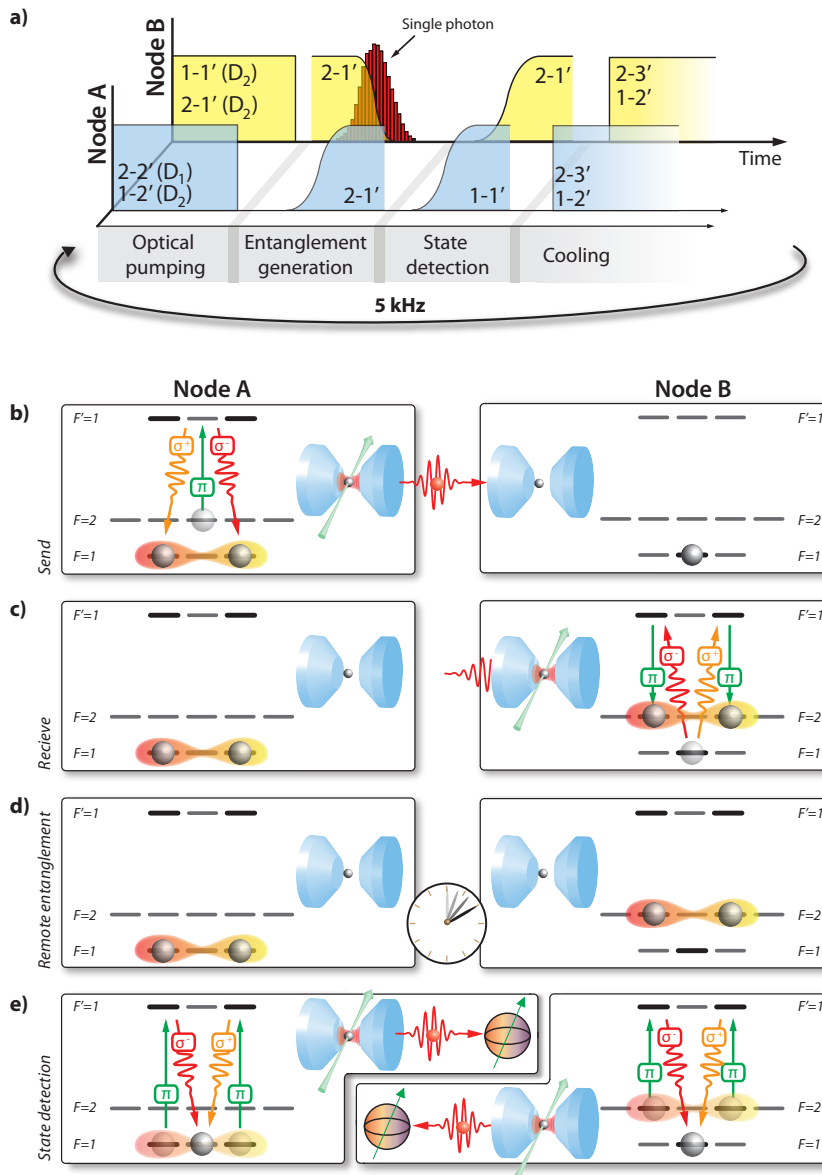 a)
Node B
Node A
Single photon
1-1' (D2)
2-1' (D2)
2-1'
2-1'
2-3'
1-2'
Time
2-2' (D1)
1-2' (D2)
2-1'
1-1'
2-3'
1-2'
Optical pumping
Entanglement generation
State detection
Cooling
5 kHz
Node A
Node B
b)
Send
F'=1
σ+
σ-
π
F=2
F=1
F'=1
F=2
F=1
c)
Recieve
F'=1
F=2
F=1
F'=1
π
σ-
σ+
π
F=2
F=1
d)
Remote entanglement
F'=1
F=2
F=1
F'=1
F=2
F=1
e)
State detection
F'=1
σ-
σ+
π
π
F=2
F=1
F'=1
σ-
σ+
π
π
F=2
F=1